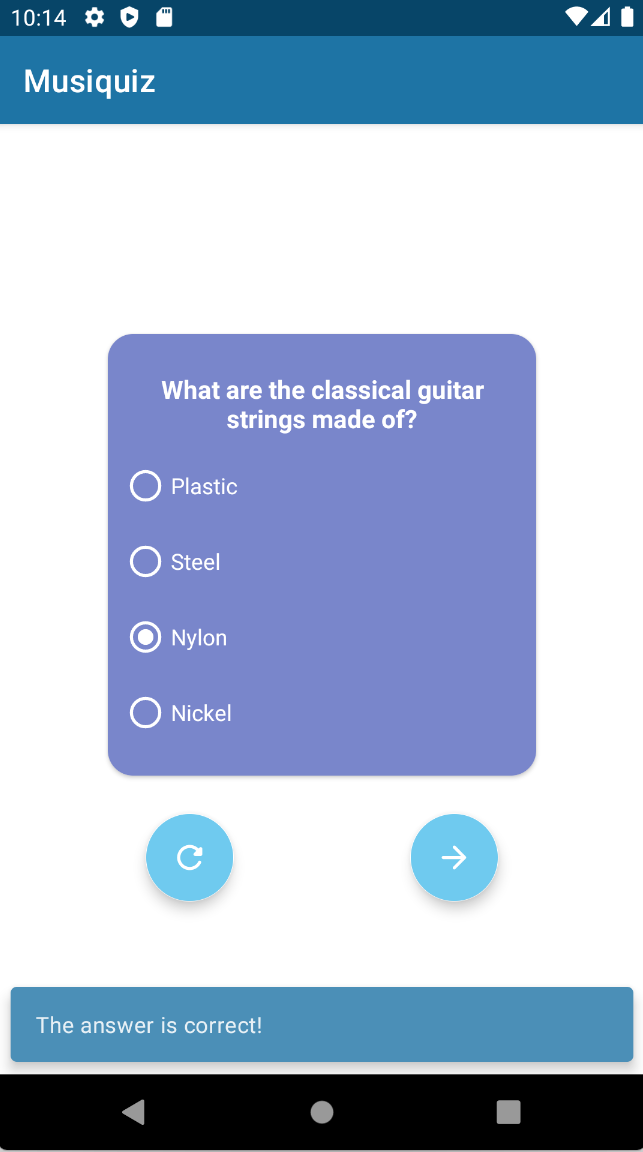 10:14
Musiquiz
What are the classical guitar
strings made of?
Plastic
Steel
Nylon
Nickel
The answer is correct!